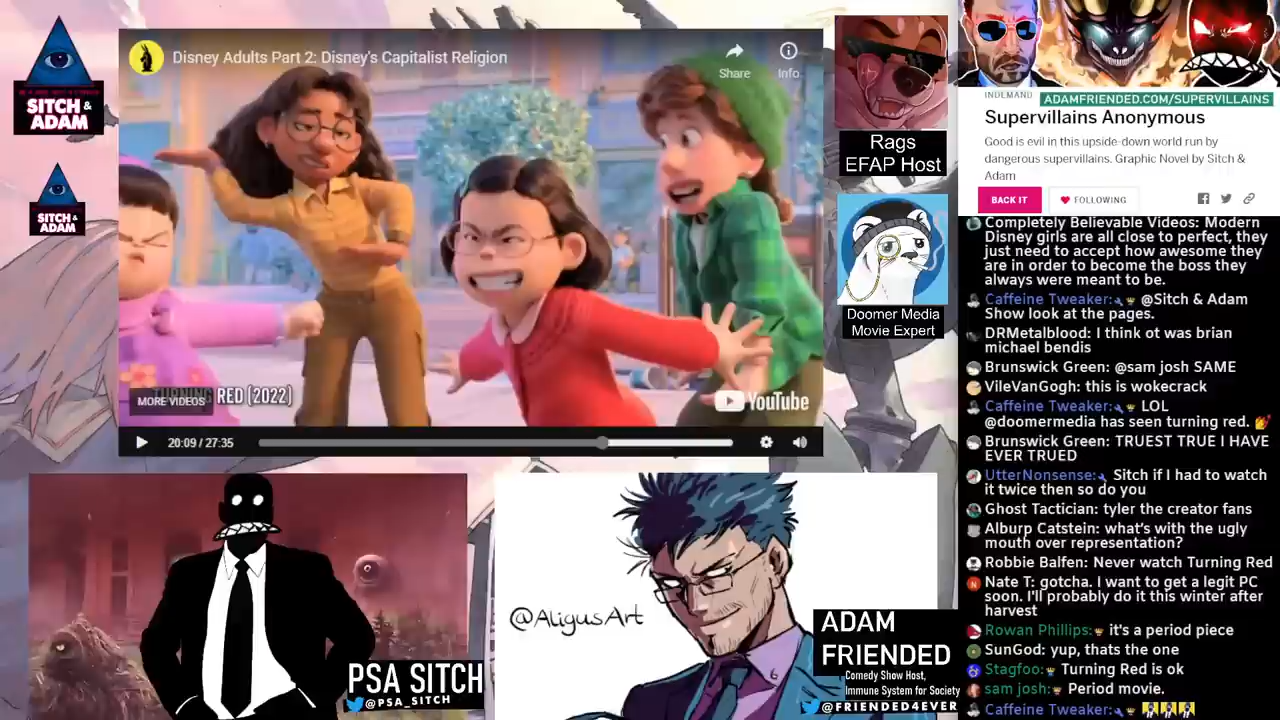 SITCH &
ADAM
SITCH &
ADAM
Disney Adults Part 2: Disney's Capitalist Religion
Share
Info
TURNING RED (2022)
MORE VIDEOS
YouTube
20:09 / 27:35
Rags
EFAP Host
Doomer Media
Movie Expert
PSA SITCH
@PSA_SITCH
@AligusArt
ADAM
FRIENDED
Comedy Show Host,
Immune System for Society
@FRIENDED4EVER
INDEMAND
ADAMFRIENDED.COM/SUPERVILLAINS
Supervillains Anonymous
Good is evil in this upside-down world run by
dangerous supervillains. Graphic Novel by Sitch &
Adam
BACK IT
FOLLOWING
Completely Believable Videos: Modern
Disney girls are all close to perfect, they
just need to accept how awesome they
are in order to become the boss they
always were meant to be.
Caffeine Tweaker: @Sitch & Adam
Show look at the pages.
DRMetalblood: I think ot was brian
michael bendis
Brunswick Green: @sam josh SAME
VileVanGogh: this is wokecrack
Caffeine Tweaker: LOL
@doomermedia has seen turning red.
Brunswick Green: TRUEST TRUE I HAVE
EVER TRUED
UtterNonsense: Sitch if I had to watch
it twice then so do you
Ghost Tactician: tyler the creator fans
Alburp Catstein: what's with the ugly
mouth over representation?
Robbie Balfen: Never watch Turning Red
Nate T: gotcha. I want to get a legit PC
soon. I'll probably do it this winter after
harvest
Rowan Phillips: it's a period piece
SunGod: yup, thats the one
Stagfoo: Turning Red is ok
sam josh: Period movie.
Caffeine Tweaker: